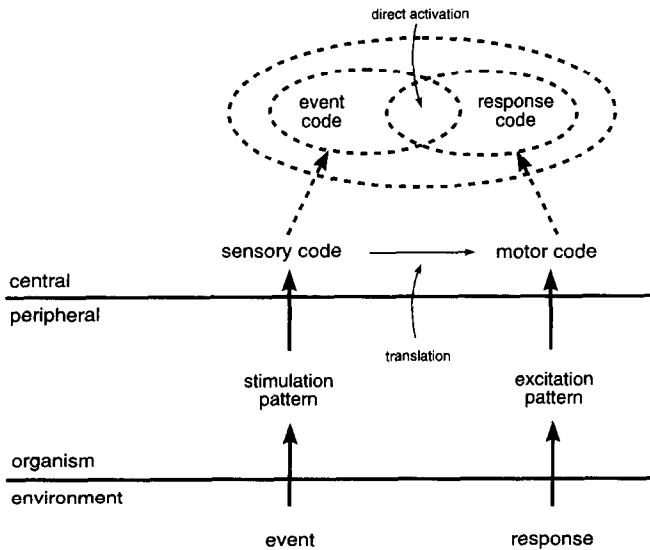 direct activation
event
code
response
code
sensory code
motor code
central
peripheral
translation
stimulation
pattern
excitation
pattern
organism
environment
event
response